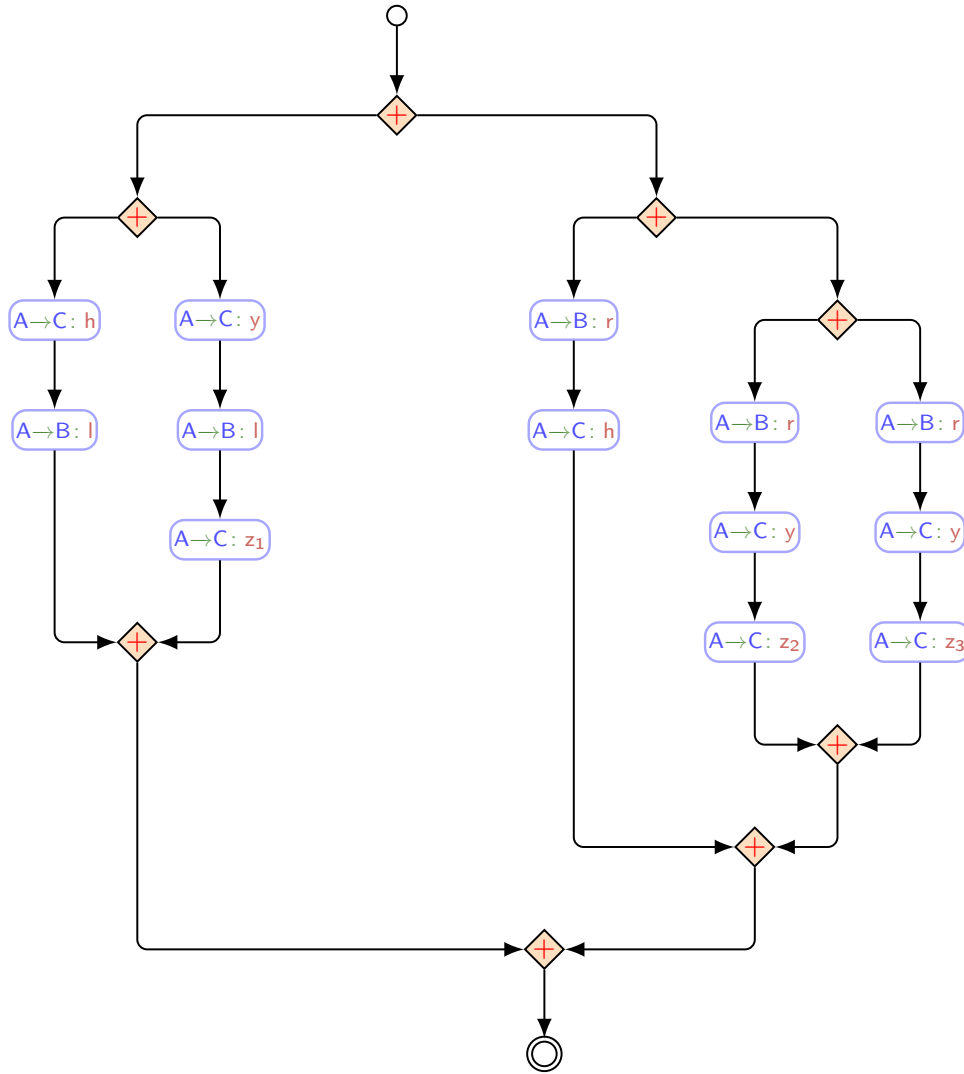 A→C: h
A→C: y
A→B: r
A→B: l
A→B: l
A→C: h
A→B: r
A→B: r
A→C: z₁
A→C: y
A→C: y
A→C: z₂
A→C: z₃